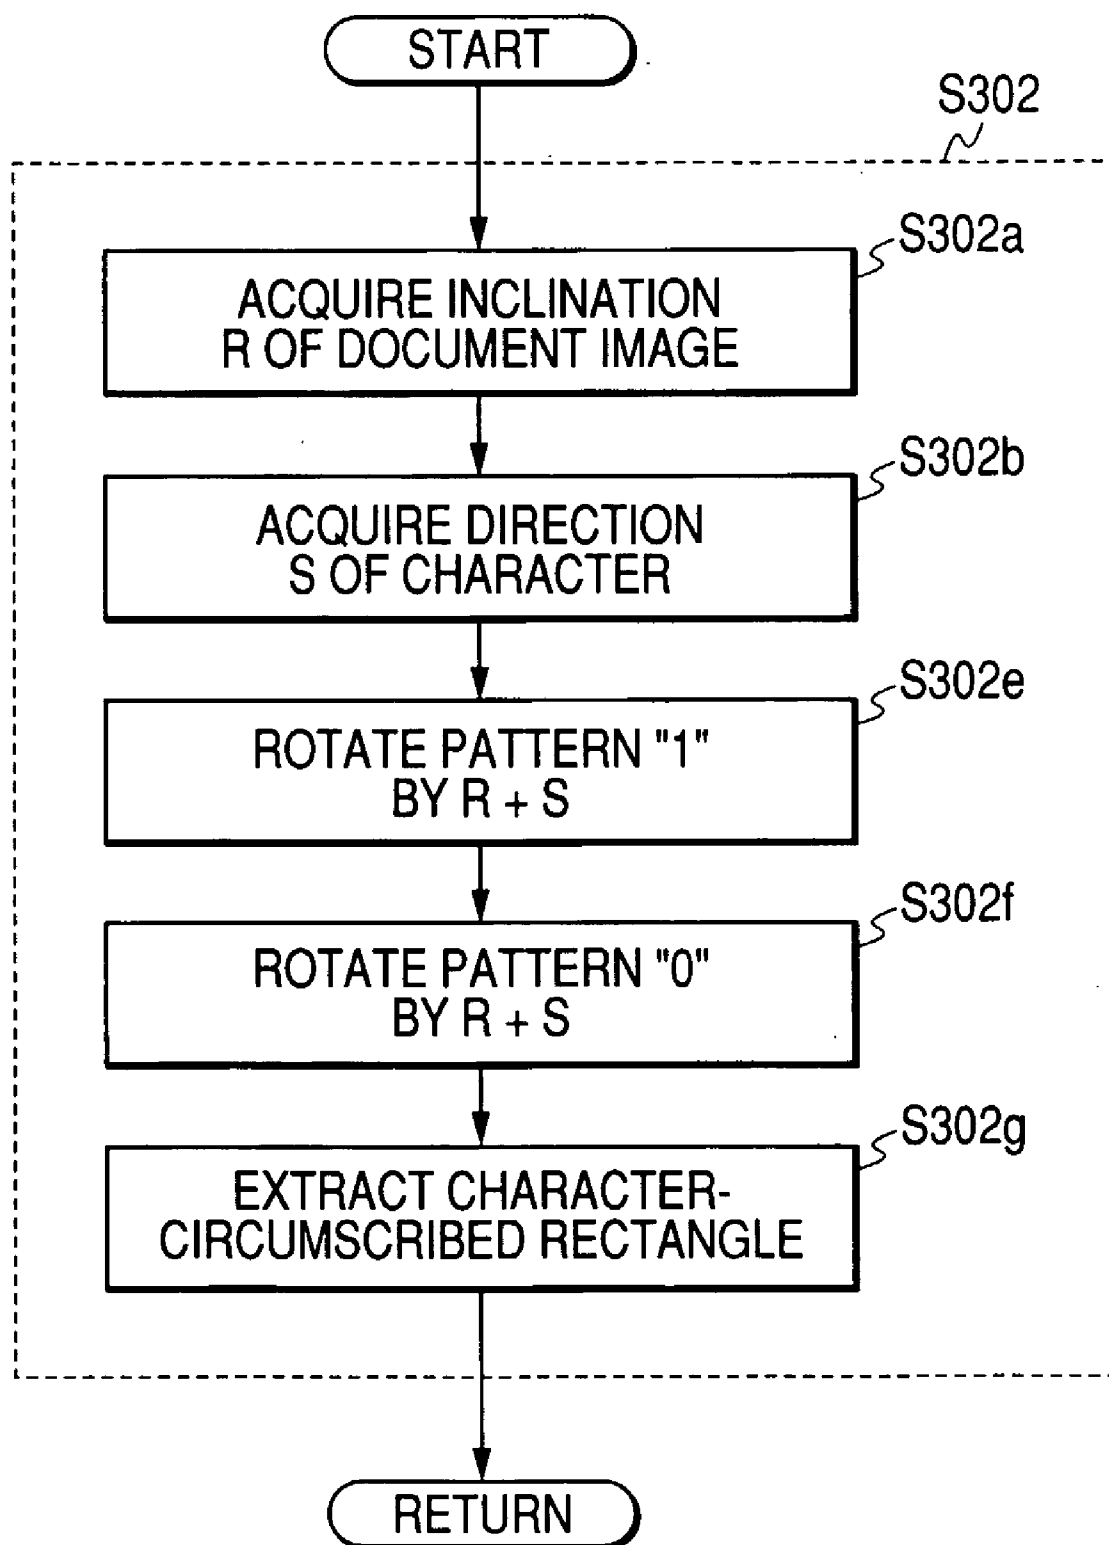 START
S302
S302a
ACQUIRE INCLINATION
R OF DOCUMENT IMAGE
S302b
ACQUIRE DIRECTION
S OF CHARACTER
S302e
ROTATE PATTERN "1"
BY R + S
S302f
ROTATE PATTERN "0"
BY R + S
S302g
EXTRACT CHARACTER-
CIRCUMSCRIBED RECTANGLE
RETURN